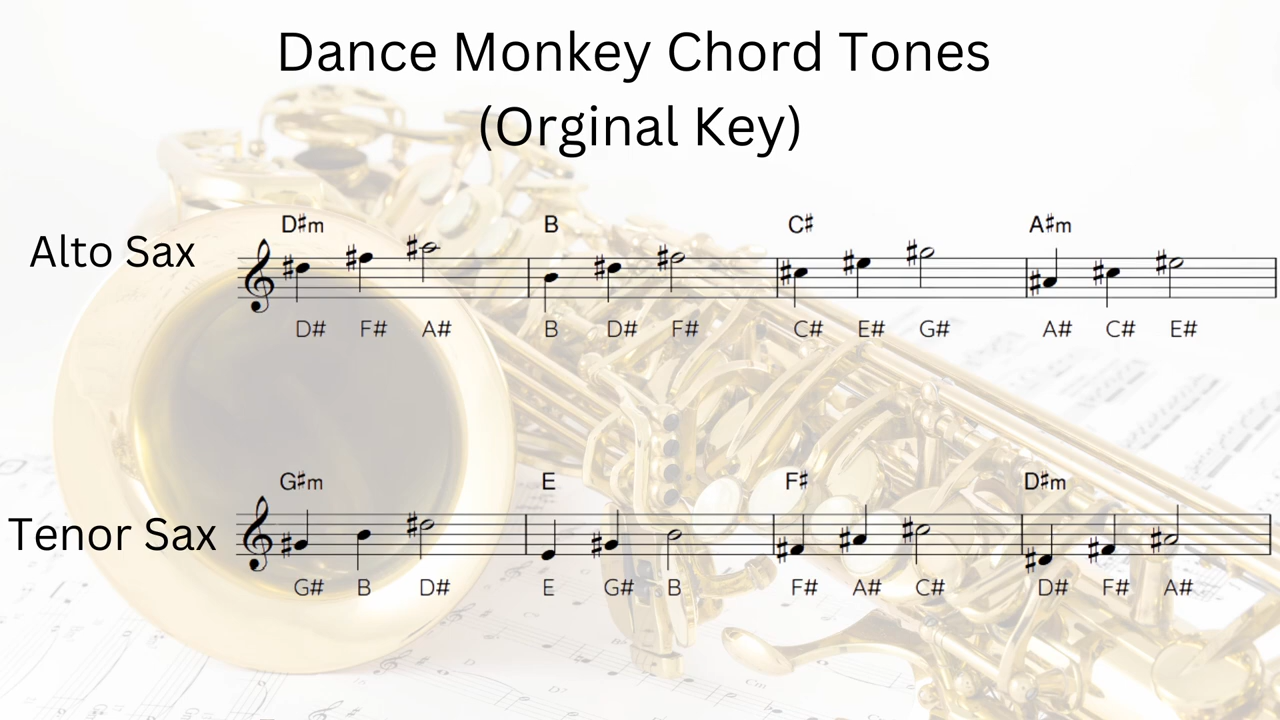 Dance Monkey Chord Tones
(Orginal Key)
D♯m B C♯ A♯m
Alto Sax
D# F# A# B D# F# C# E# G# A# C# E#
G♯m E F♯ D♯m
Tenor Sax
G# B D# E G# B F# A# C# D# F# A#